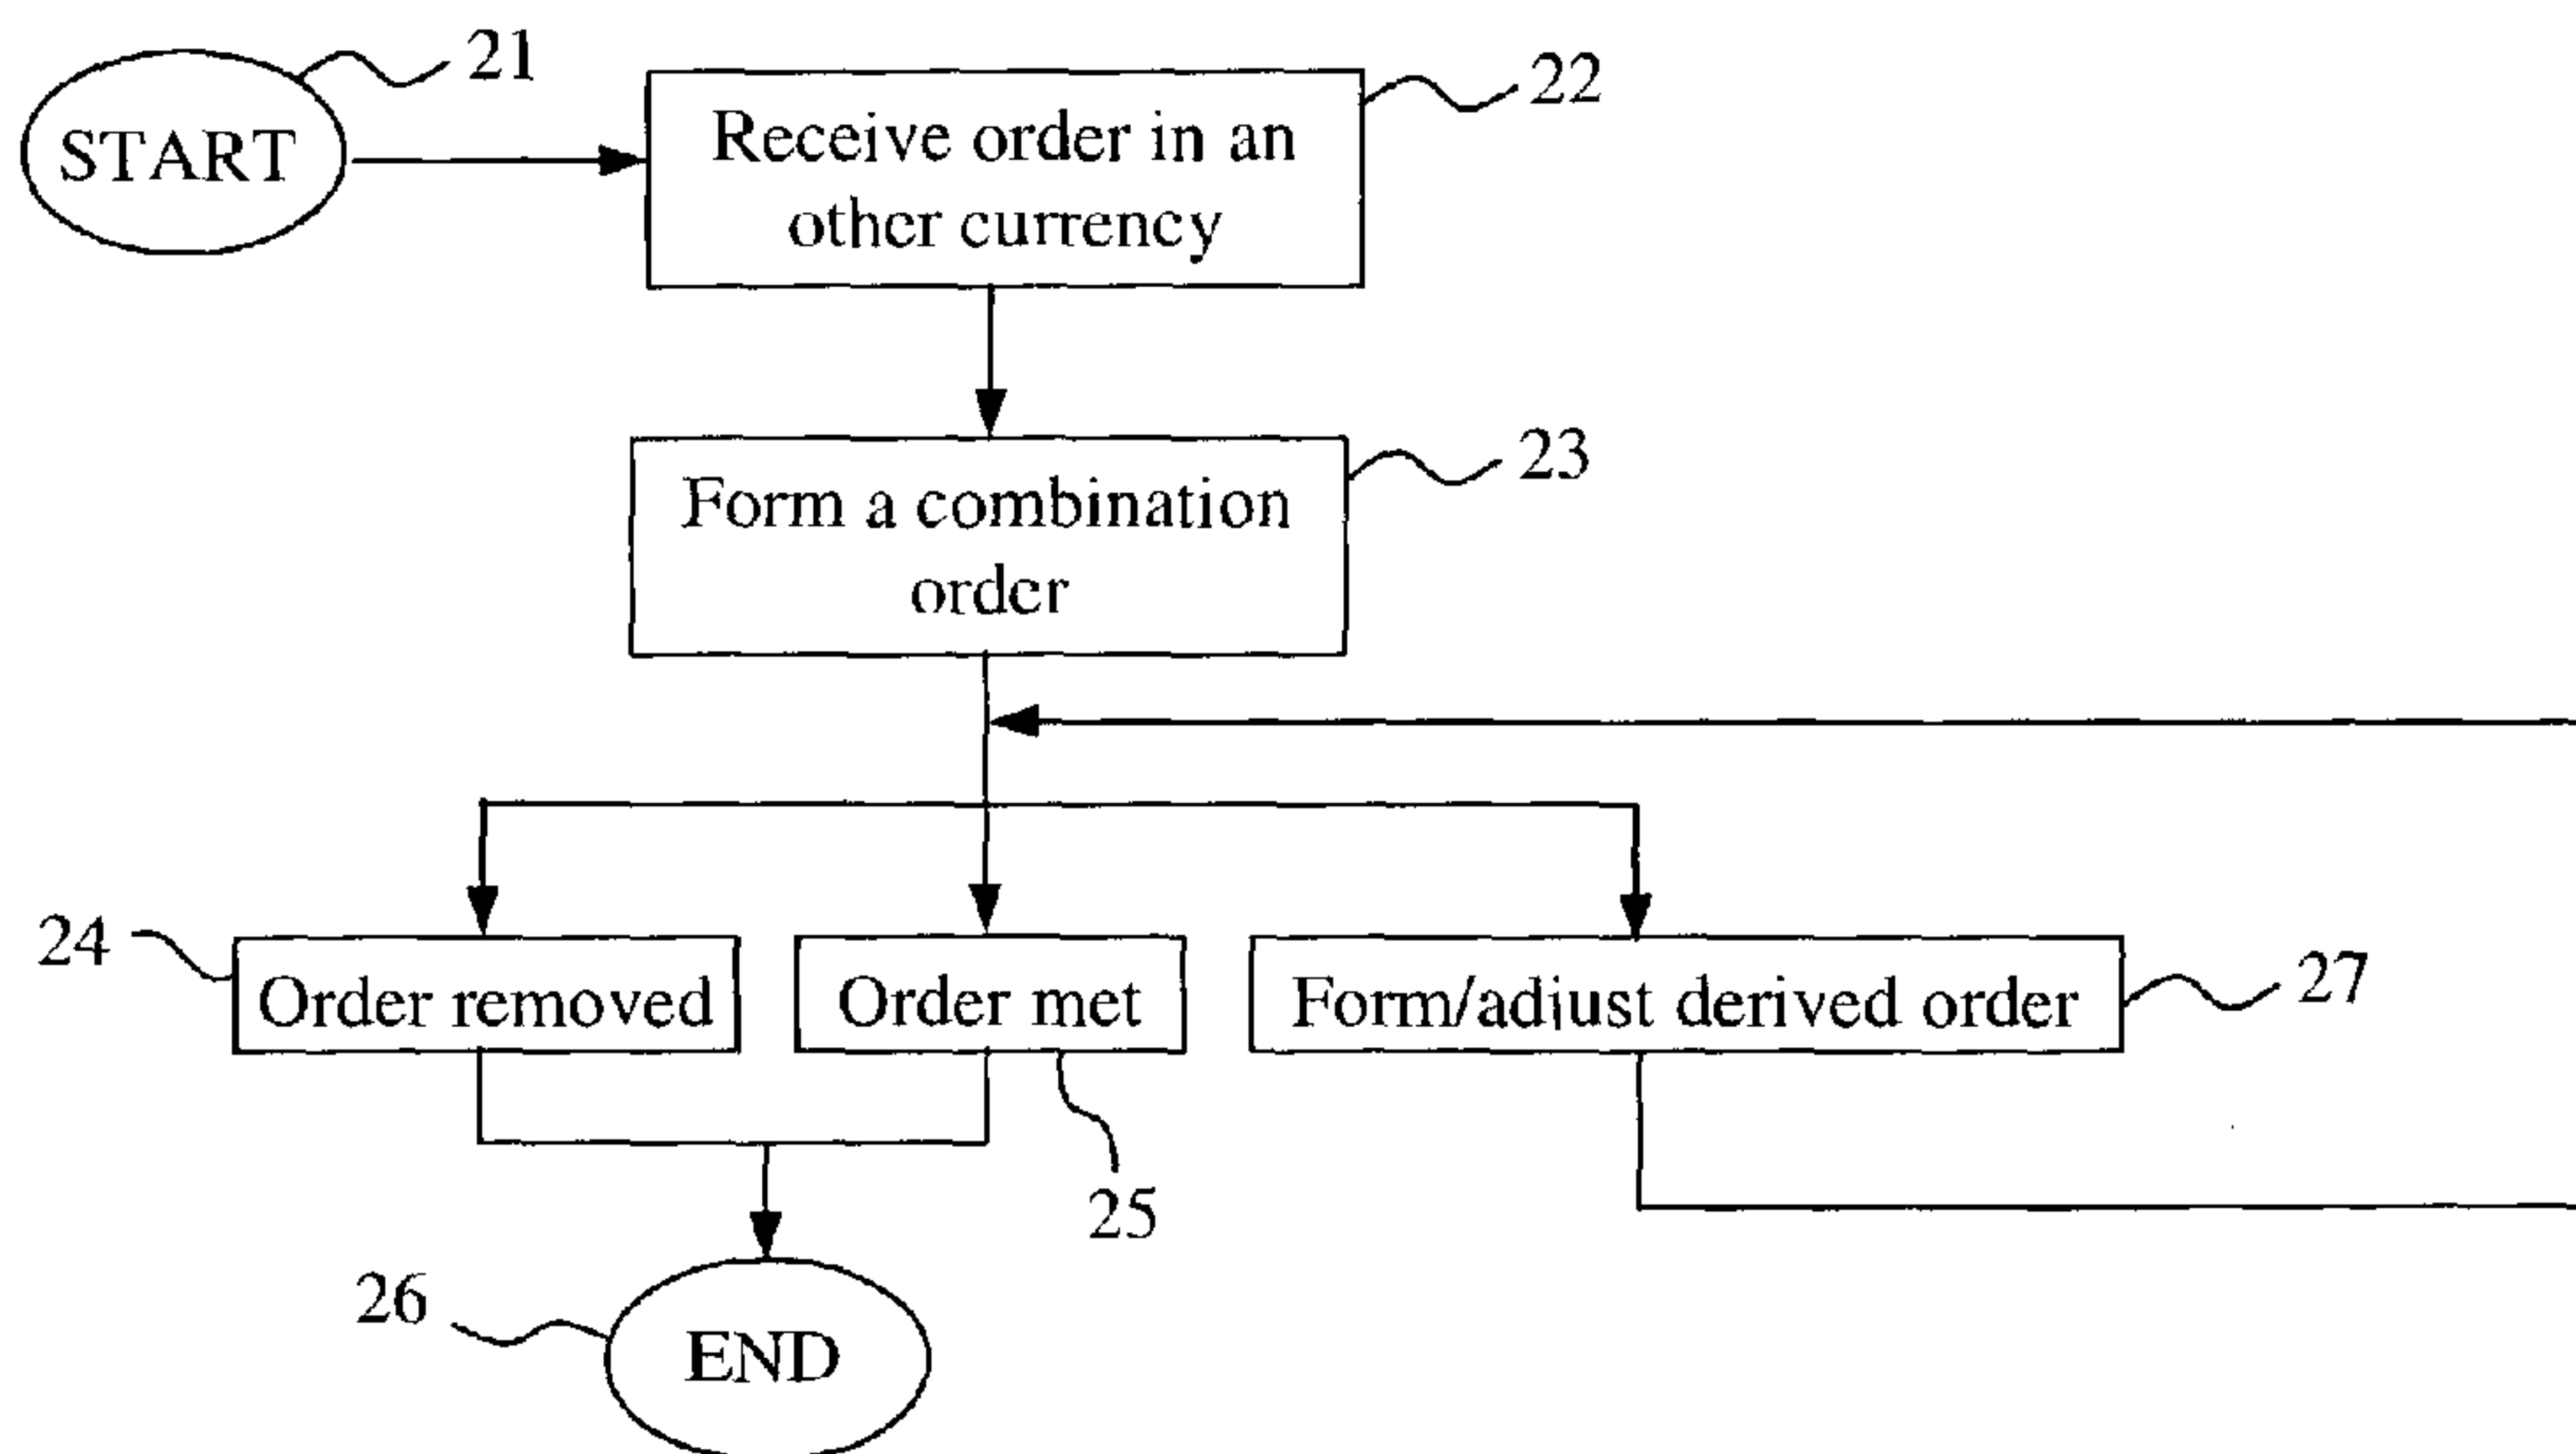 21
START
22
Receive order in an
other currency
23
Form a combination
order
24
Order removed
Order met
Form/adjust derived order
27
25
26
END